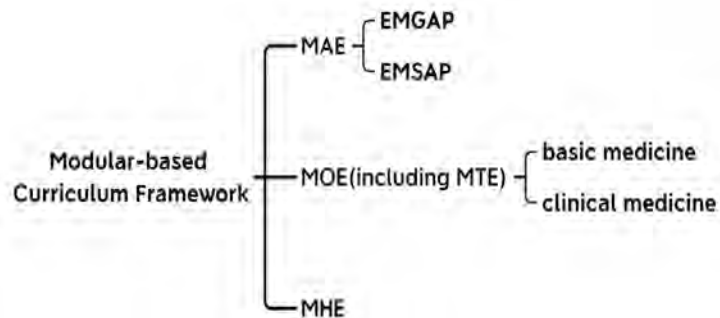 EMGAP
MAE
EMSAP
Modular-based
Curriculum Framework
MOE(including MTE)
basic medicine
clinical medicine
MHE